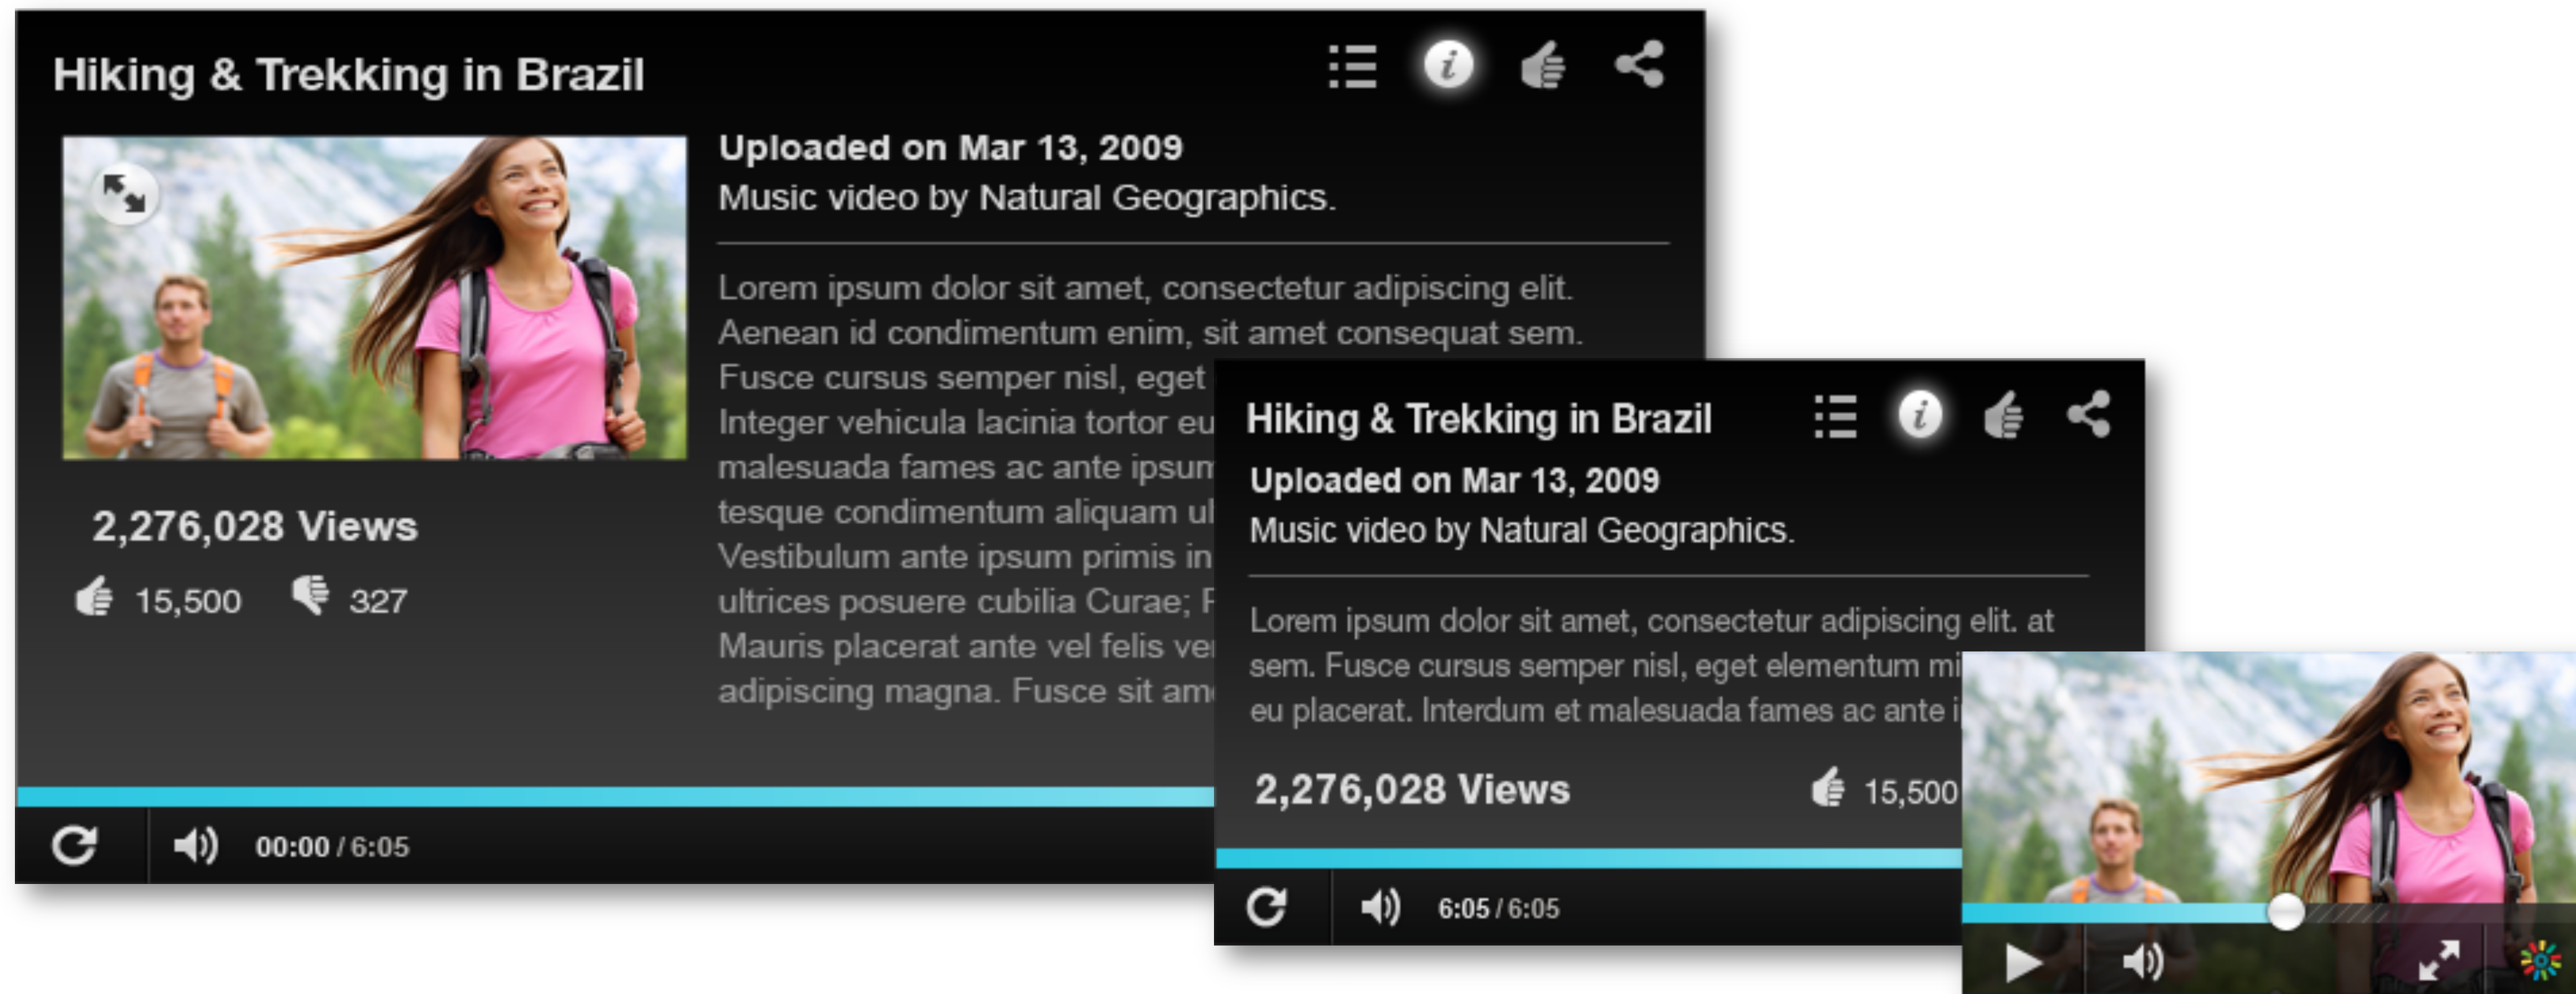 Hiking & Trekking in Brazil
Uploaded on Mar 13, 2009
Music video by Natural Geographics.
Lorem ipsum dolor sit amet, consectetur adipiscing elit.
Aenean id condimentum enim, sit amet consequat sem.
Fusce cursus semper nisl, eget
Integer vehicula lacinia tortor eu
malesuada fames ac ante ipsum
tesque condimentum aliquam
Vestibulum ante ipsum primis in
ultrices posuere cubilia Curae;
Mauris placerat ante vel felis
adipiscing magna. Fusce sit
2,276,028 Views
15,500 327
00:00 / 6:05
Hiking & Trekking in Brazil
Uploaded on Mar 13, 2009
Music video by Natural Geographics.
Lorem ipsum dolor sit amet, consectetur adipiscing elit. at
sem. Fusce cursus semper nisl, eget elementum mi
eu placerat. Interdum et malesuada fames ac ante
2,276,028 Views
15,500
6:05 / 6:05